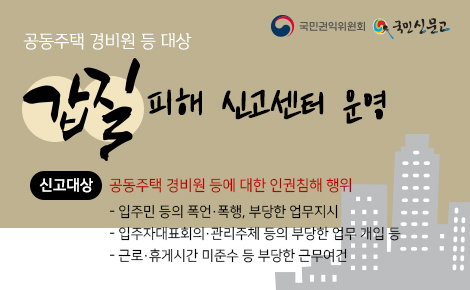 국민권익위원회 국민신문고
공동주택 경비원 등 대상
갑질 피해 신고센터 운영
신고대상 공동주택 경비원 등에 대한 인권침해 행위
- 입주민 등의 폭언·폭행, 부당한 업무지시
- 입주자대표회의·관리주체 등의 부당한 업무 개입 등
- 근로·휴게시간 미준수 등 부당한 근무여건